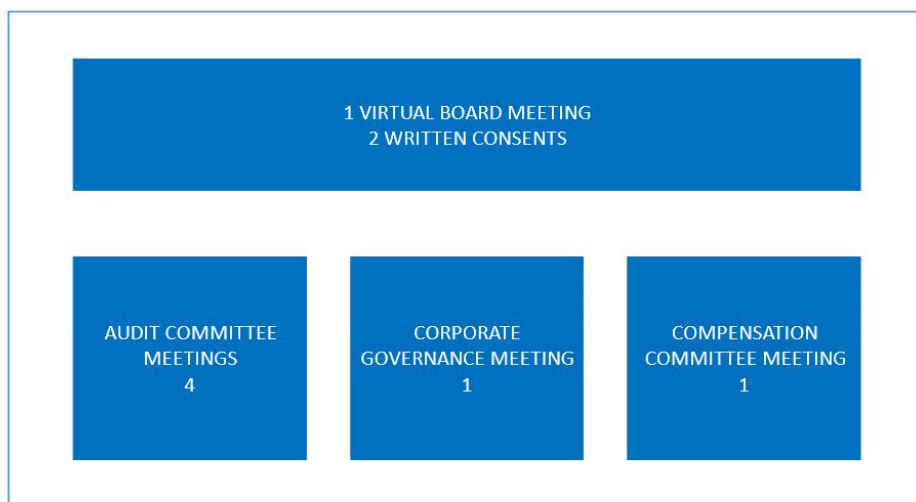 1 VIRTUAL BOARD MEETING
2 WRITTEN CONSENTS
AUDIT COMMITTEE
MEETINGS
4
CORPORATE
GOVERNANCE MEETING
1
COMPENSATION
COMMITTEE MEETING
1